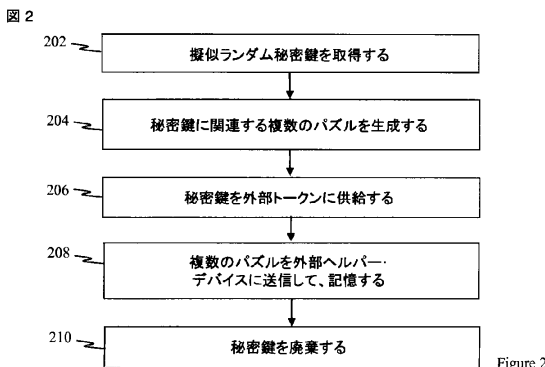 図 2
202
擬似ランダム秘密鍵を取得する
204
秘密鍵に関連する複数のパズルを生成する
206
秘密鍵を外部トークンに供給する
208
複数のパズルを外部ヘルパー・
デバイスに送信して、記憶する
210
秘密鍵を廃棄する
Figure 2